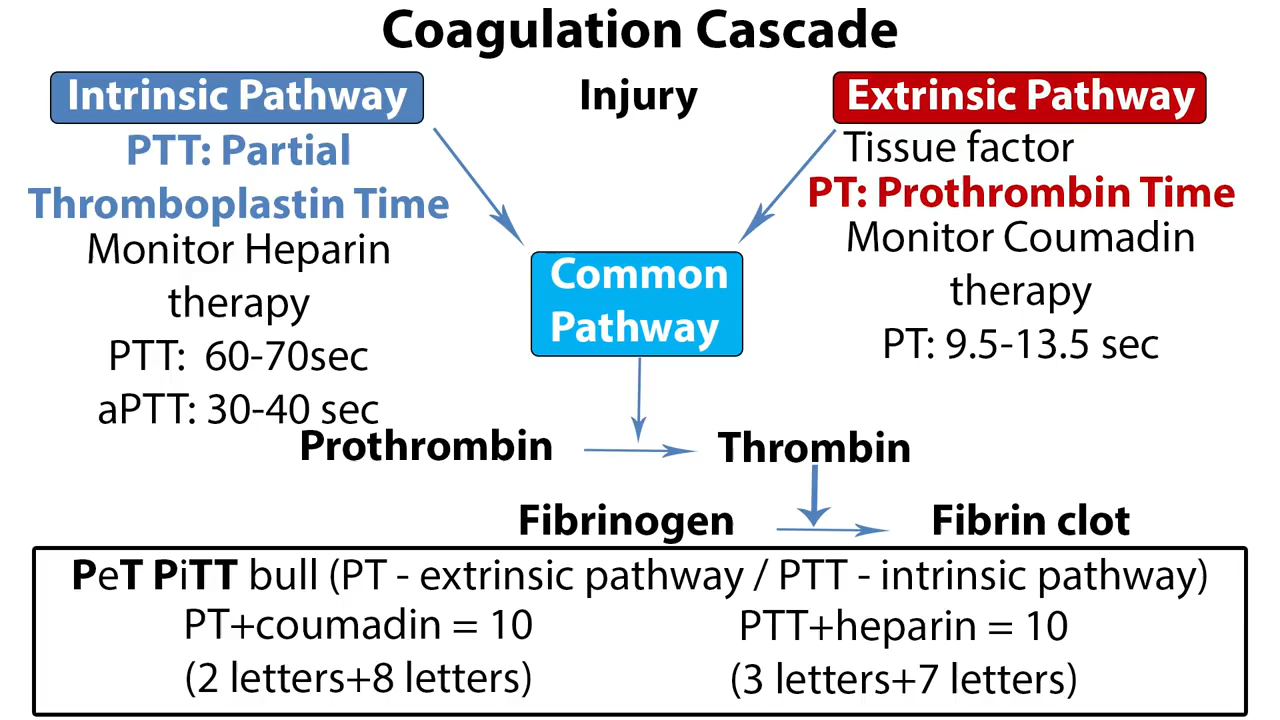 Coagulation Cascade
Intrinsic Pathway
PTT: Partial
Thromboplastin Time
Monitor Heparin
therapy
PTT: 60-70sec
aPTT: 30-40 sec
Injury
Extrinsic Pathway
Tissue factor
PT: Prothrombin Time
Monitor Coumadin
therapy
PT: 9.5-13.5 sec
Common
Pathway
Prothrombin
Thrombin
Fibrinogen
Fibrin clot
PeT PiTT bull (PT - extrinsic pathway / PTT - intrinsic pathway)
PT+coumadin = 10
(2 letters+8 letters)
PTT+heparin = 10
(3 letters+7 letters)